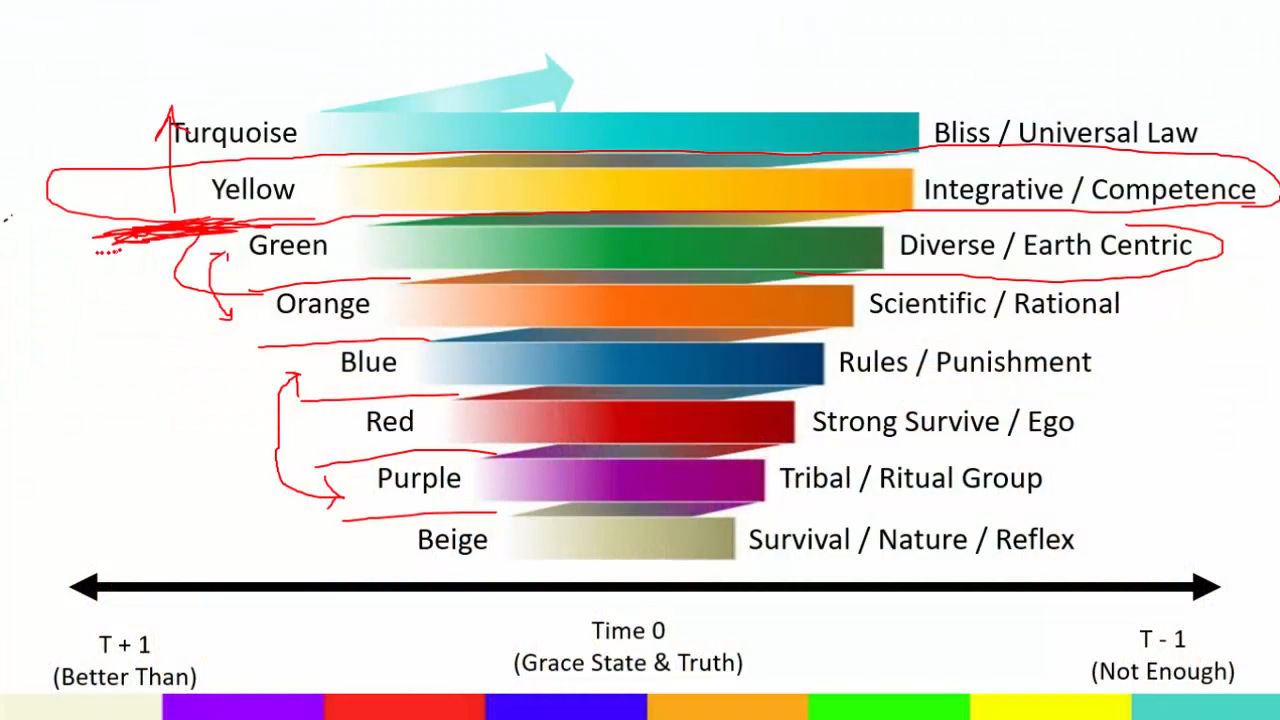 Turquoise Bliss / Universal Law
Yellow Integrative / Competence
Green Diverse / Earth Centric
Orange Scientific / Rational
Blue Rules / Punishment
Red Strong Survive / Ego
Purple Tribal / Ritual Group
Beige Survival / Nature / Reflex
T + 1
(Better Than)
Time 0
(Grace State & Truth)
T - 1
(Not Enough)